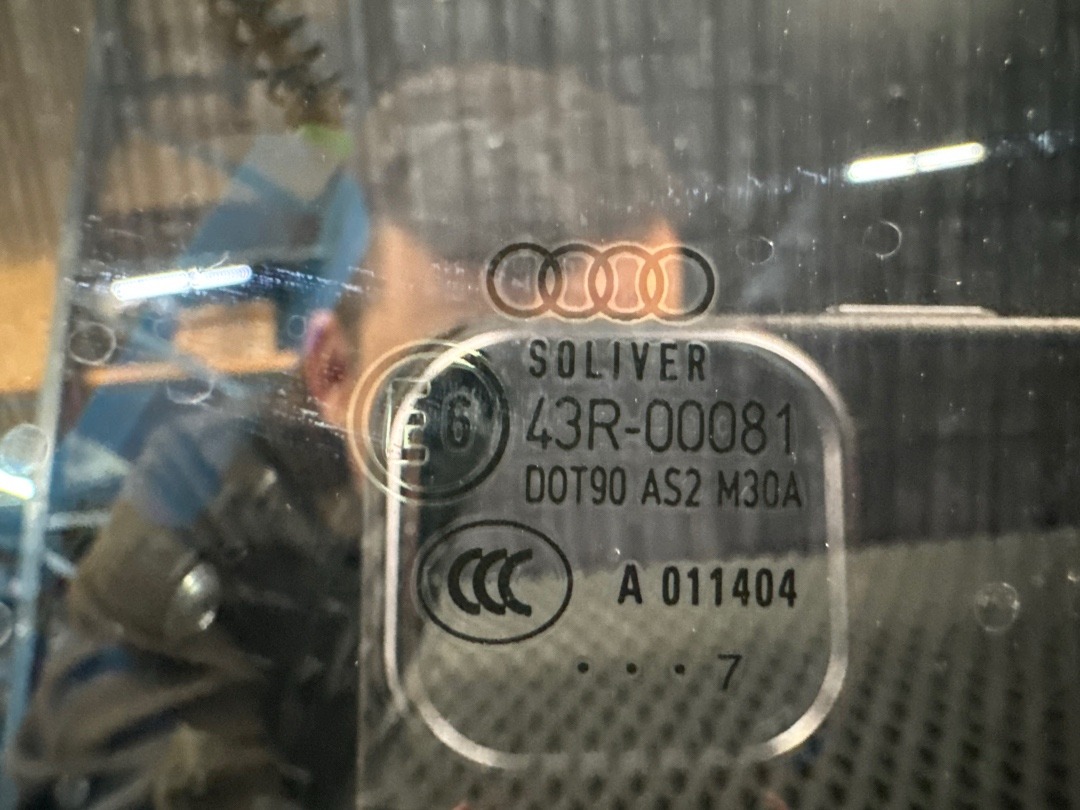 SOLIVER
E6
43R-00081
DOT90 AS2 M30A
CCC
A 011404
. . . 7